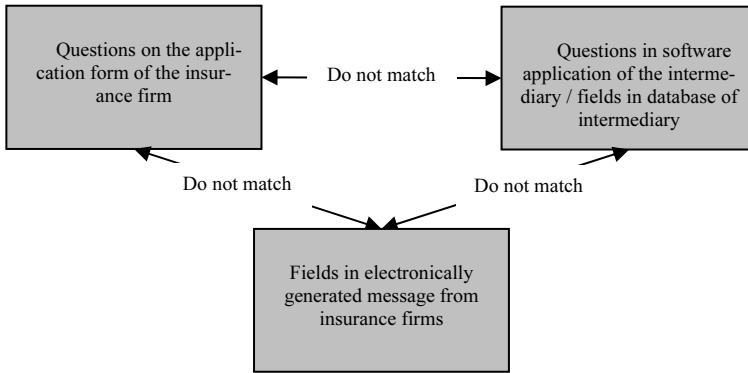 Questions on the appli-
cation form of the insur-
ance firm
Do not match
Questions in software
application of the interme-
diary / fields in database of
intermediary
Do not match
Do not match
Fields in electronically
generated message from
insurance firms